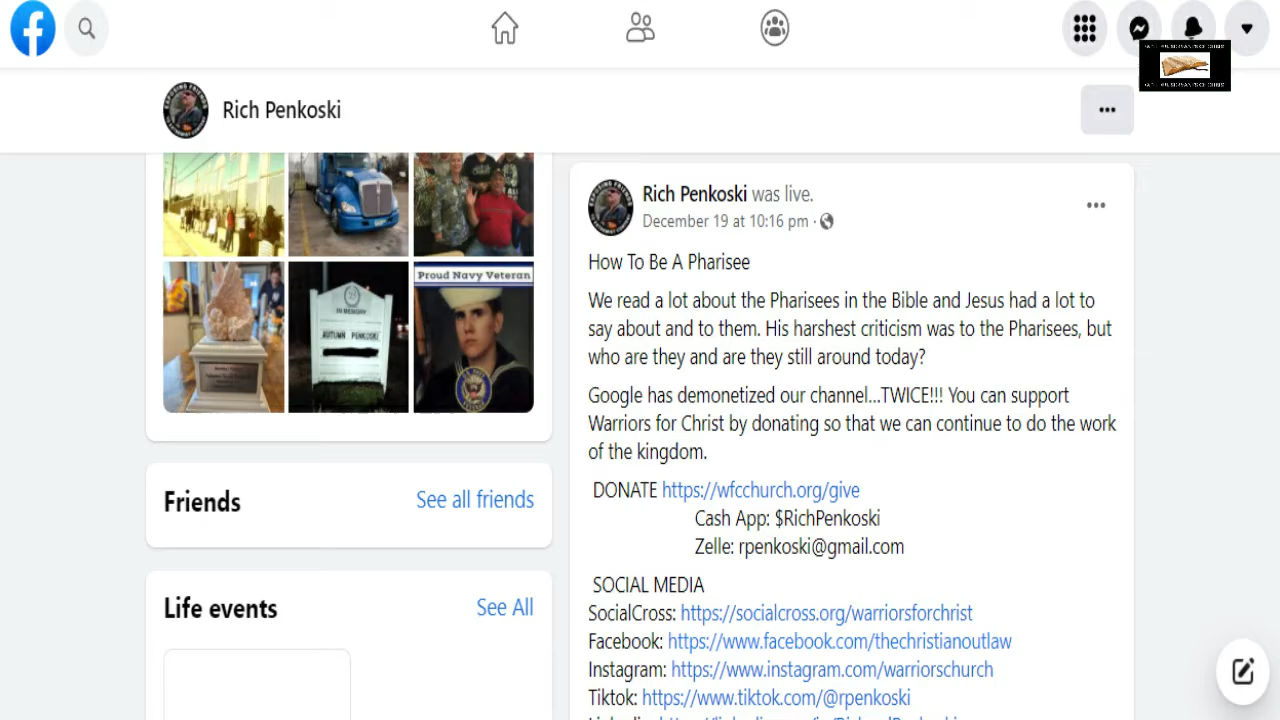 Rich Penkoski
Rich Penkoski was live.
December 19 at 10:16 pm ·
How To Be A Pharisee
We read a lot about the Pharisees in the Bible and Jesus had a lot to
say about and to them. His harshest criticism was to the Pharisees, but
who are they and are they still around today?
Google has demonetized our channel...TWICE!!! You can support
Warriors for Christ by donating so that we can continue to do the work
of the kingdom.
DONATE https://wfcchurch.org/give
Cash App: $RichPenkoski
Zelle: rpenkoski@gmail.com
SOCIAL MEDIA
SocialCross: https://socialcross.org/warriorsforchrist
Facebook: https://www.facebook.com/thechristianoutlaw
Instagram: https://www.instagram.com/warriorschurch
Tiktok: https://www.tiktok.com/@rpenkoski
Proud Navy Veteran
IN MEMORY
AUTUMN PENKOSKI
Friends
See all friends
Life events
See All